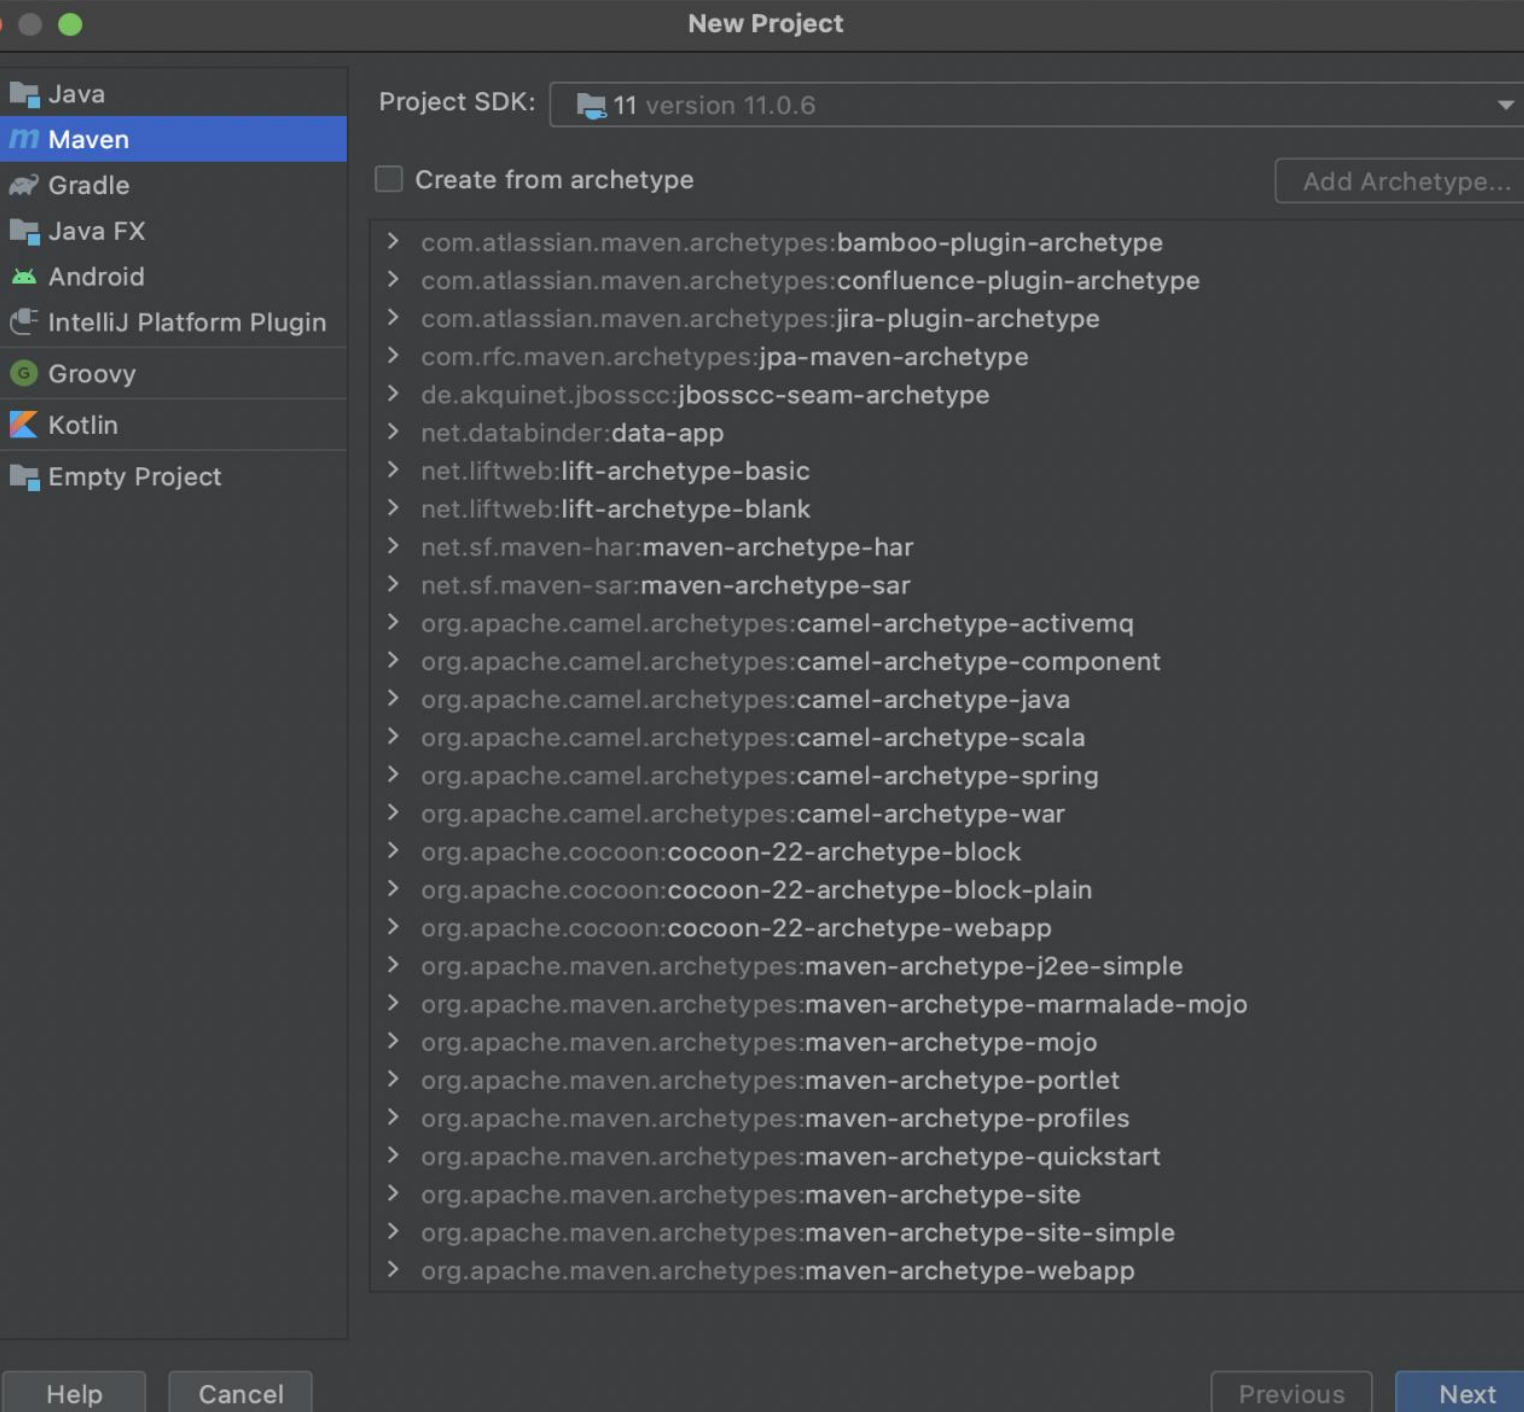 New Project
Java
Maven
Gradle
Java FX
Android
IntelliJ Platform Plugin
G Groovy
Kotlin
Empty Project
Project SDK: 11 version 11.0.6
Create from archetype
Add Archetype...
com.atlassian.maven.archetypes:bamboo-plugin-archetype
com.atlassian.maven.archetypes:confluence-plugin-archetype
com.atlassian.maven.archetypes:jira-plugin-archetype
com.rfc.maven.archetypes:jpa-maven-archetype
de.akquinet.jbosscc:jbosscc-seam-archetype
net.databinder:data-app
net.liftweb:lift-archetype-basic
net.liftweb:lift-archetype-blank
net.sf.maven-har:maven-archetype-har
net.sf.maven-sar:maven-archetype-sar
org.apache.camel.archetypes:camel-archetype-activemq
org.apache.camel.archetypes:camel-archetype-component
org.apache.camel.archetypes:camel-archetype-java
org.apache.camel.archetypes:camel-archetype-scala
org.apache.camel.archetypes:camel-archetype-spring
org.apache.camel.archetypes:camel-archetype-war
org.apache.cocoon:cocoon-22-archetype-block
org.apache.cocoon:cocoon-22-archetype-block-plain
org.apache.cocoon:cocoon-22-archetype-webapp
org.apache.maven.archetypes:maven-archetype-j2ee-simple
org.apache.maven.archetypes:maven-archetype-marmalade-mojo
org.apache.maven.archetypes:maven-archetype-mojo
org.apache.maven.archetypes:maven-archetype-portlet
org.apache.maven.archetypes:maven-archetype-profiles
org.apache.maven.archetypes:maven-archetype-quickstart
org.apache.maven.archetypes:maven-archetype-site
org.apache.maven.archetypes:maven-archetype-site-simple
org.apache.maven.archetypes:maven-archetype-webapp
Help
Cancel
Previous
Next